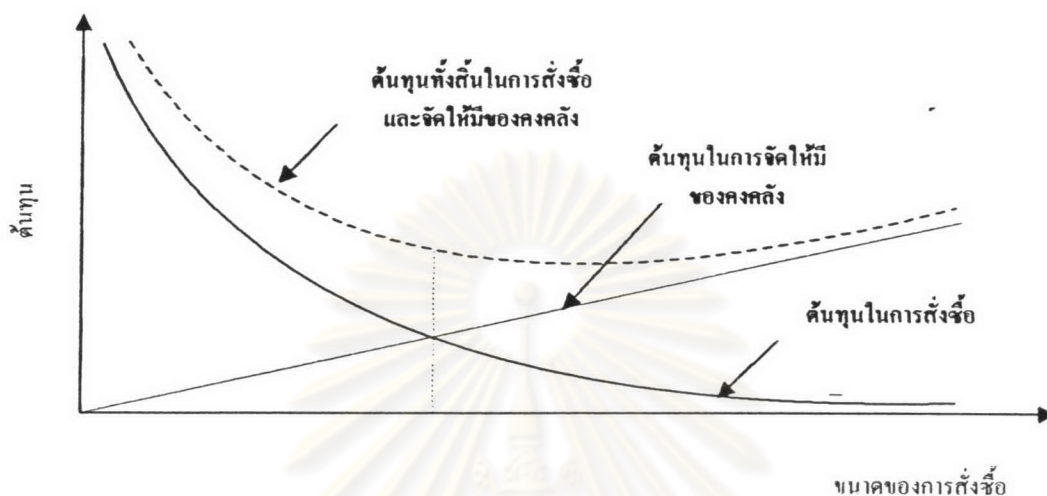 ต้นทุนทั้งสิ้นในการสั่งซื้อ
และจัดให้มีของคงคลัง
ต้นทุนในการจัดให้มี
ของคงคลัง
ต้นทุน
ต้นทุนในการสั่งซื้อ
ขนาดของการสั่งซื้อ